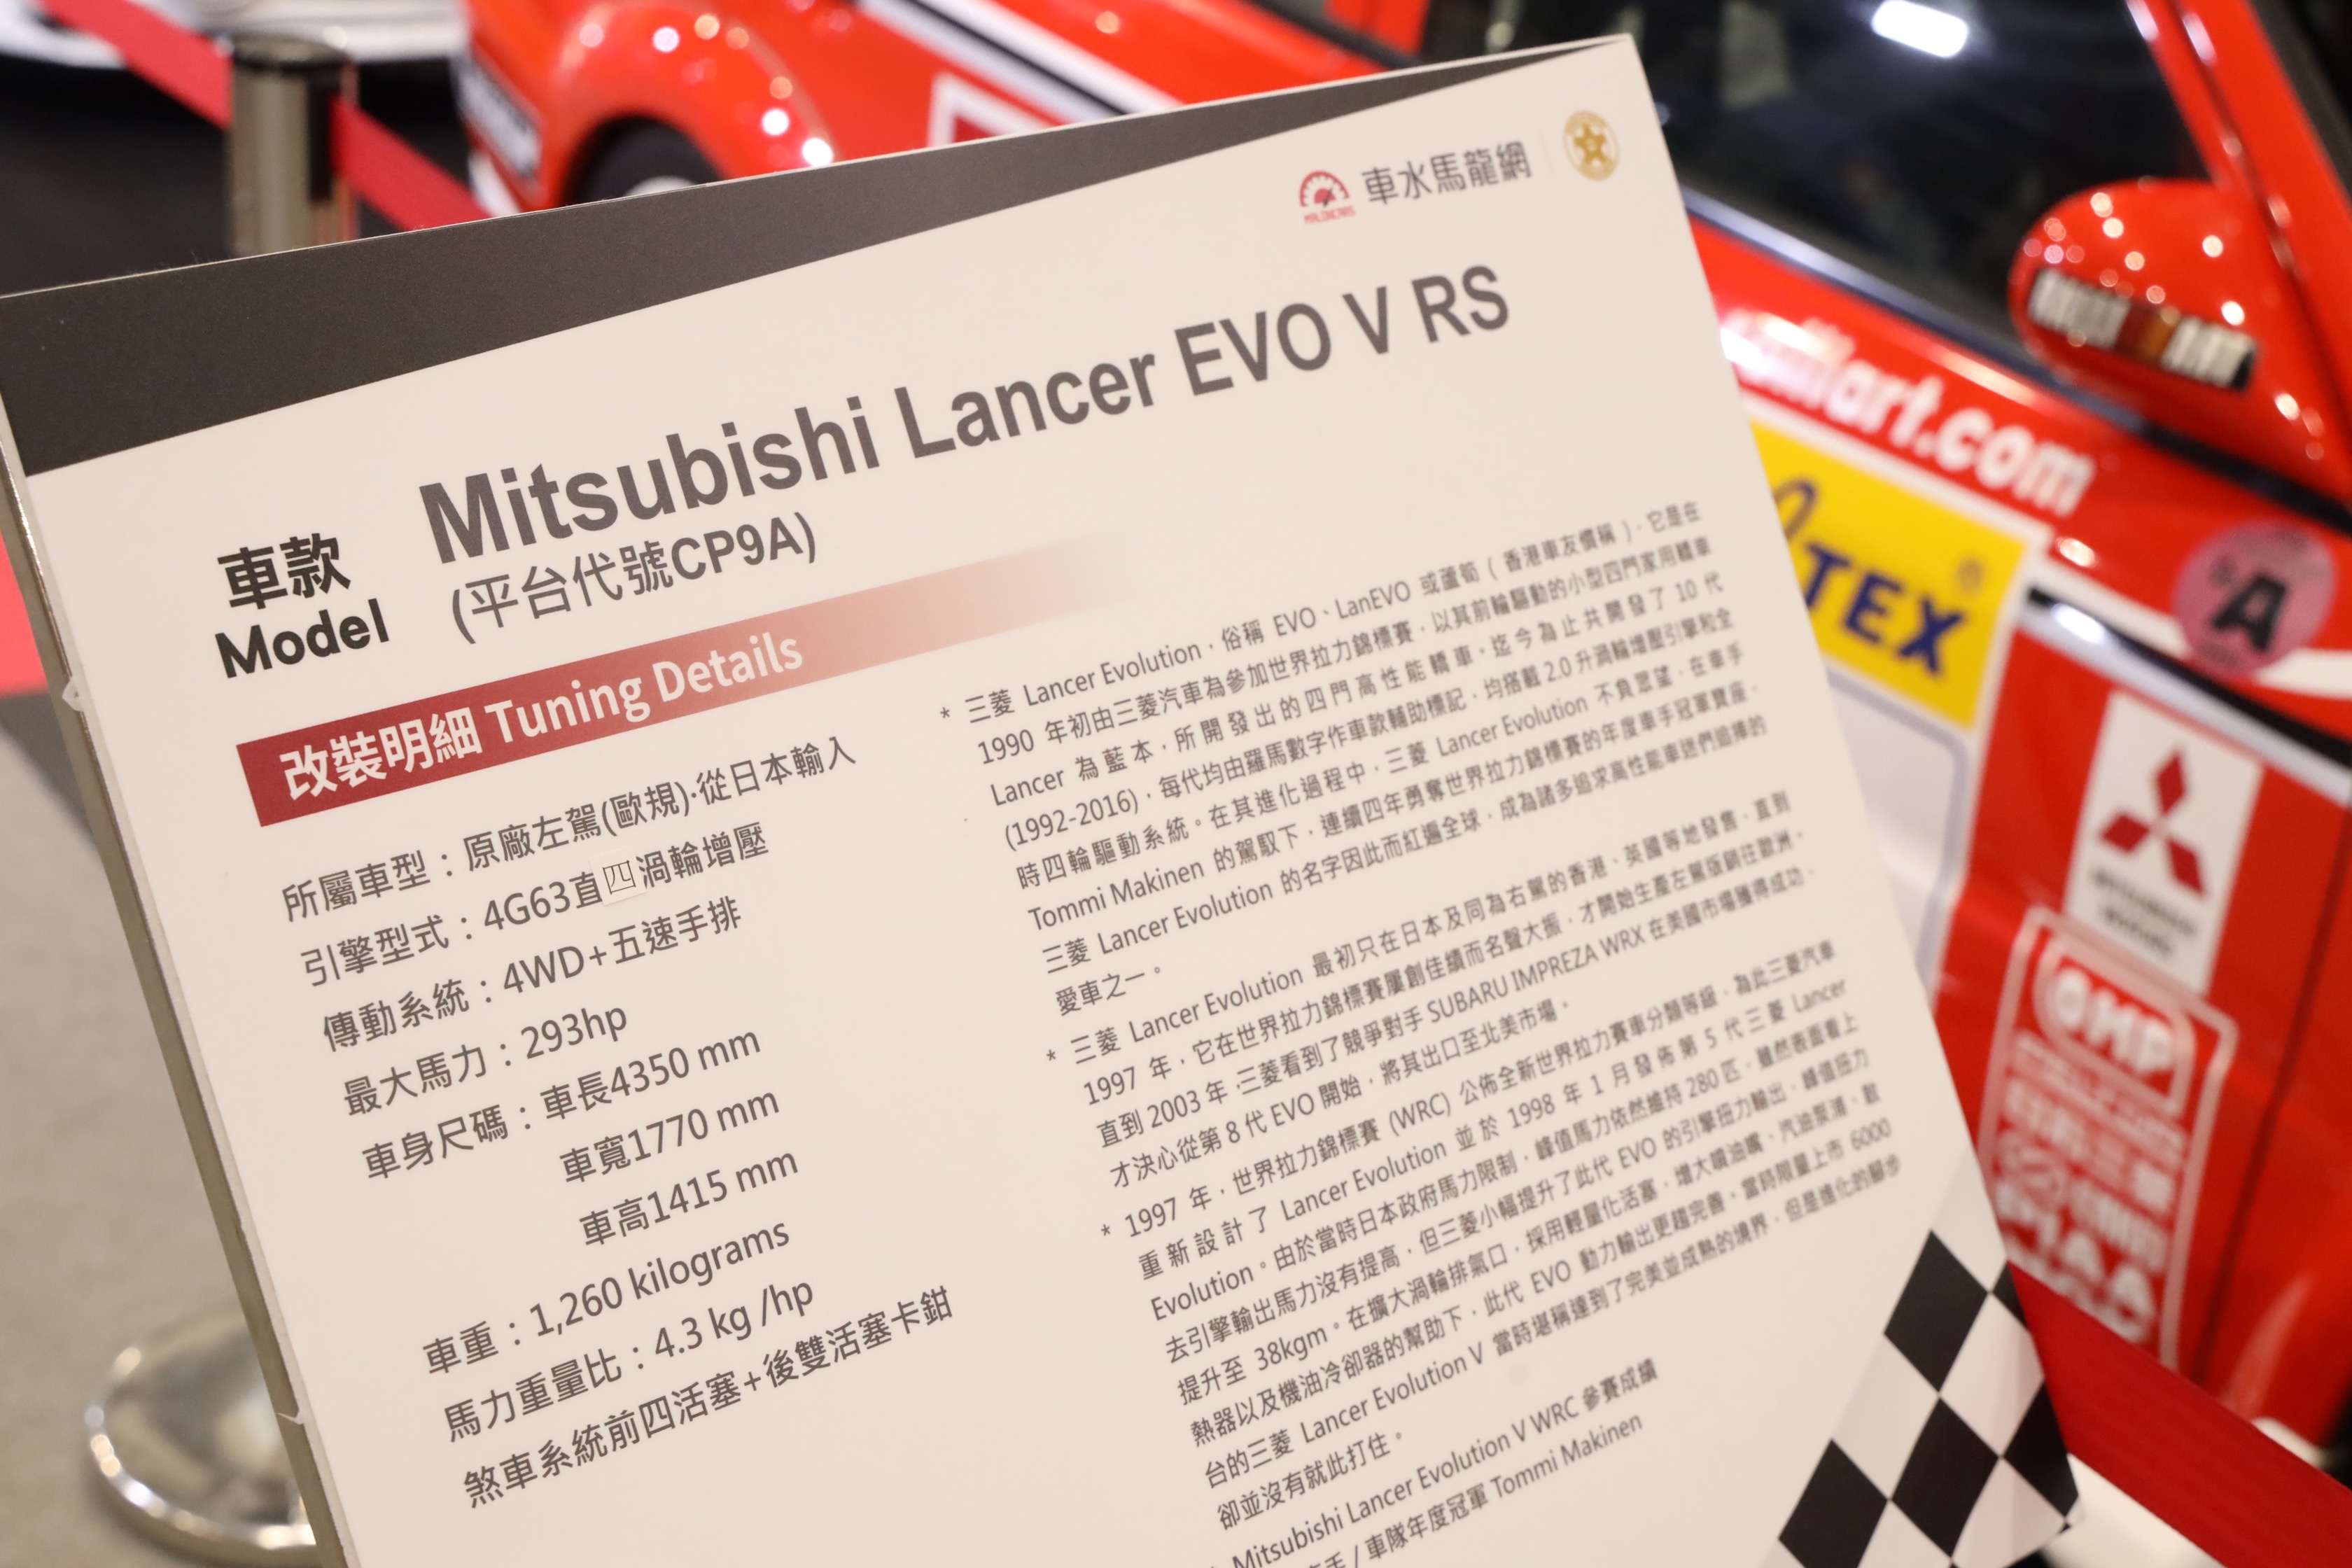 MALONCARS 車水馬龍網
車款
Model
Mitsubishi Lancer EVO V RS
(平台代號CP9A)
改裝明細 Tuning Details
所屬車型：原廠左駕(歐規)·從日本輸入
引擎型式：4G63直四渦輪增壓
傳動系統：4WD+五速手排
最大馬力：293hp
車身尺碼：車長4350 mm
車寬1770 mm
車高1415 mm
車重：1,260 kilograms
馬力重量比：4.3 kg /hp
煞車系統前四活塞+後雙活塞卡鉗
* 三菱 Lancer Evolution，俗稱 EVO、LanEVO 或蘆筍（香港車友慣稱），它是在
1990 年初由三菱汽車為參加世界拉力錦標賽，以其前輪驅動的小型四門家用轎車
Lancer 為藍本，所開發出的四門高性能轎車，迄今為止共開發了 10 代
(1992-2016)，每代均由羅馬數字作車款輔助標記，均搭載 2.0 升渦輪增壓引擎和全
時四輪驅動系統。在其進化過程中，三菱 Lancer Evolution 不負眾望，在車手
Tommi Makinen 的駕馭下，連續四年勇奪世界拉力錦標賽的年度車手冠軍寶座，
三菱 Lancer Evolution 的名字因此而紅遍全球，成為諸多追求高性能車迷們追捧的
愛車之一。
* 三菱 Lancer Evolution 最初只在日本及同為右駕的香港、英國等地發售，直到
1997 年，它在世界拉力錦標賽屢創佳績而名聲大振，才開始生產左駕版銷往歐洲，
直到 2003 年，三菱看到了競爭對手 SUBARU IMPREZA WRX 在美國市場獲得成功，
才決心從第 8 代 EVO 開始，將其出口至北美市場。
* 1997 年，世界拉力錦標賽 (WRC) 公佈全新世界拉力賽車分類等級，為此三菱汽車
重新設計了 Lancer Evolution 並於 1998 年 1 月發佈第 5 代三菱 Lancer
Evolution。由於當時日本政府馬力限制，峰值馬力依然維持 280 匹，雖然表面看上
去引擎輸出馬力沒有提高，但三菱小幅提升了此代 EVO 的引擎扭力輸出，峰值扭力
提升至 38kgm。在擴大渦輪排氣口，採用輕量化活塞，增大噴油嘴，汽油泵浦，散
熱器以及機油冷卻器的幫助下，此代 EVO 動力輸出更趨完善。當時限量上市 6000
台的三菱 Lancer Evolution V 當時堪稱達到了完美並成熟的境界，但是進化的腳步
卻並沒有就此打住。
Mitsubishi Lancer Evolution V WRC 參賽成績
手 / 車隊年度冠軍 Tommi Makinen
mart.com
TEX
A
OMP
PIAA